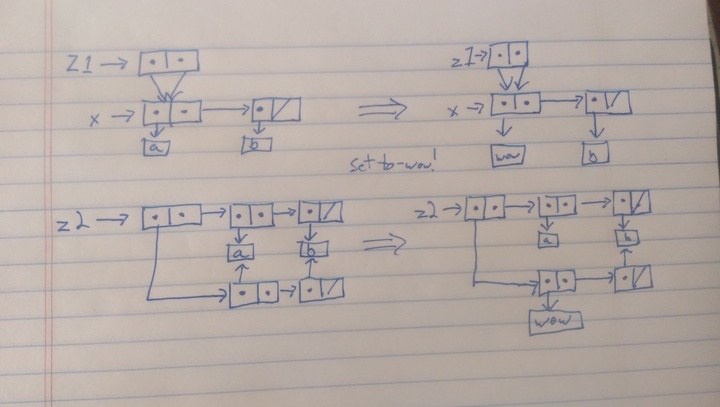 z1 z1
x x
a b wow b
set-to-wow!
z2 z2
a b a b
wow